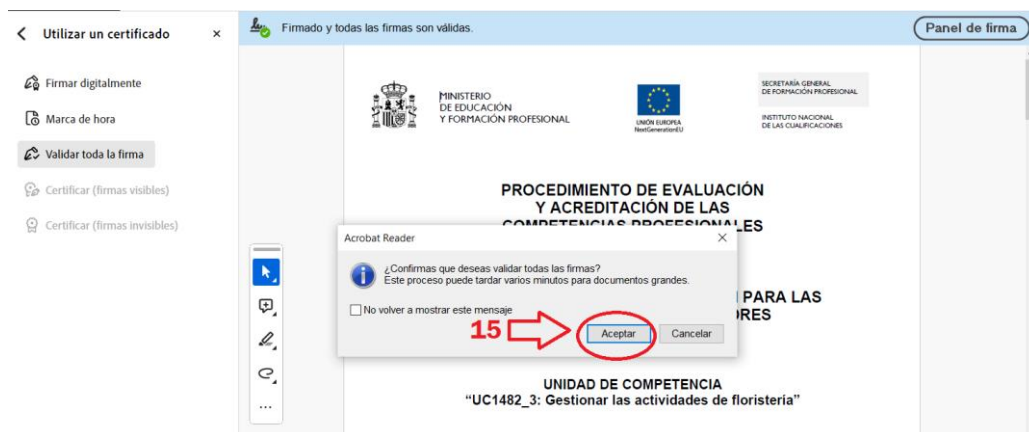 Utilizar un certificado
Firmar digitalmente
Marca de hora
Validar toda la firma
Certificar (firmas visibles)
Certificar (firmas invisibles)
Firmado y todas las firmas son válidas.
Panel de firma
MINISTERIO
DE EDUCACIÓN
Y FORMACIÓN PROFESIONAL
UNIÓN EUROPEA
NextGenerationEU
SECRETARÍA GENERAL
DE FORMACIÓN PROFESIONAL
INSTITUTO NACIONAL
DE LAS CUALIFICACIONES
PROCEDIMIENTO DE EVALUACIÓN
Y ACREDITACIÓN DE LAS
COMPETENCIAS PROFESIONALES
Acrobat Reader
¿Confirmas que deseas validar todas las firmas?
Este proceso puede tardar varios minutos para documentos grandes.
No volver a mostrar este mensaje
15
Aceptar
Cancelar
PARA LAS
UNIDAD DE COMPETENCIA
“UC1482_3: Gestionar las actividades de floristería”